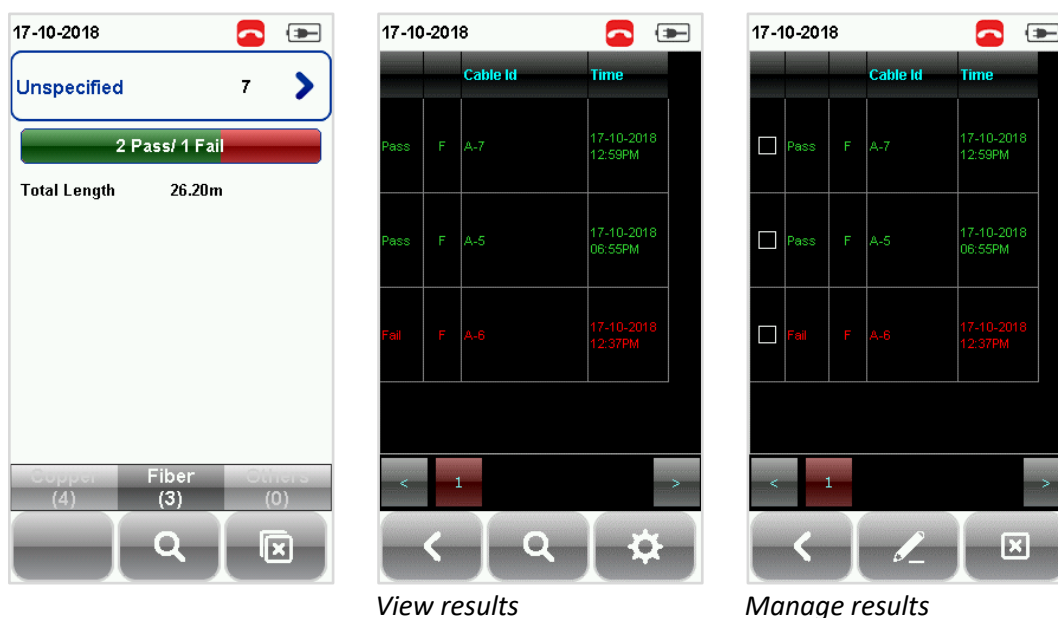 17-10-2018
Unspecified 7
2 Pass/ 1 Fail
Total Length 26.20m
Copper Fiber Others
(4) (3) (0)
17-10-2018
Cable Id Time
Pass F A-7 17-10-2018
12:59PM
Pass F A-5 17-10-2018
06:55PM
Fail F A-6 17-10-2018
12:37PM
< 1 >
View results
17-10-2018
Cable Id Time
Pass F A-7 17-10-2018
12:59PM
Pass F A-5 17-10-2018
06:55PM
Fail F A-6 17-10-2018
12:37PM
< 1 >
Manage results